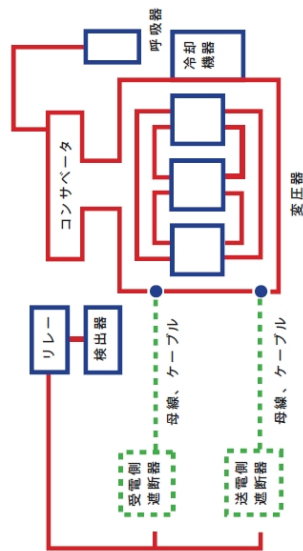 呼吸器
冷却
機器
コンサベータ
変圧器
リレー
検出器
母線、ケーブル
母線、ケーブル
受電側
遮断器
送電側
遮断器